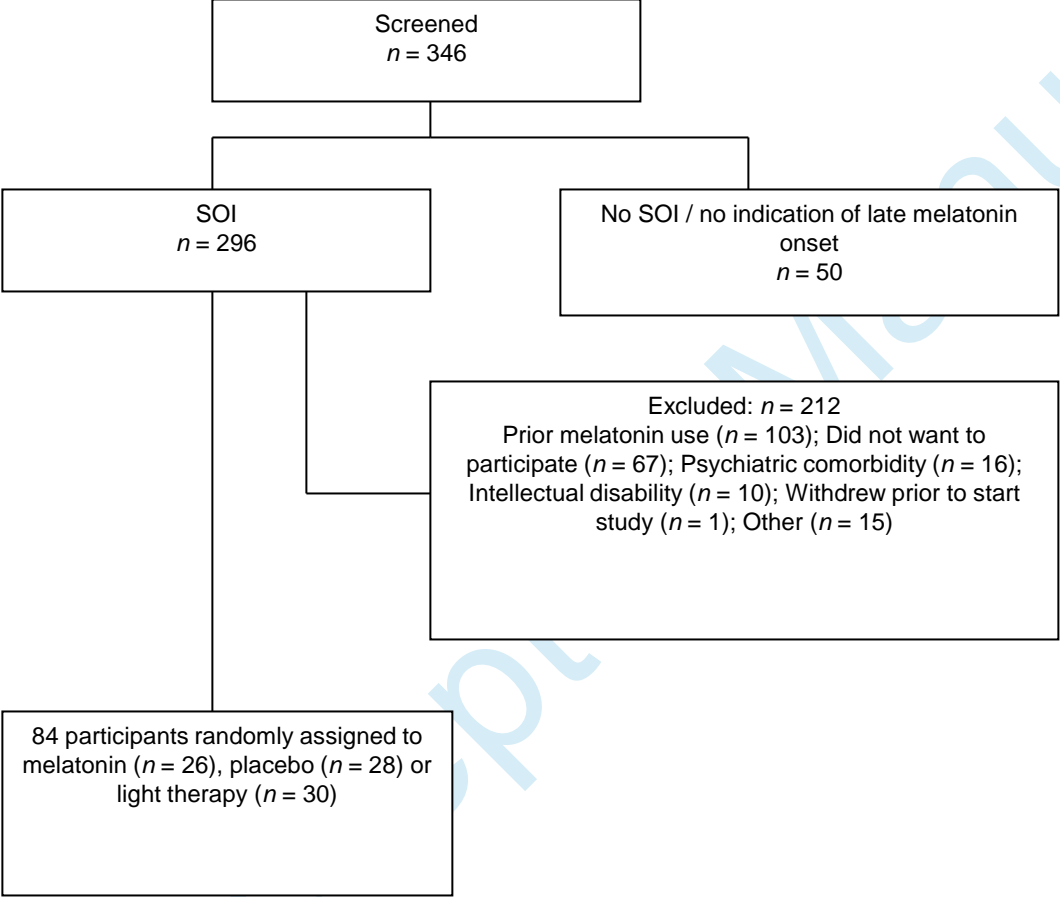 Screened
n = 346
SOI
n = 296
No SOI / no indication of late melatonin
onset
n = 50
Excluded: n = 212
Prior melatonin use (n = 103); Did not want to
participate (n = 67); Psychiatric comorbidity (n = 16);
Intellectual disability (n = 10); Withdrew prior to start
study (n = 1); Other (n = 15)
84 participants randomly assigned to
melatonin (n = 26), placebo (n = 28) or
light therapy (n = 30)